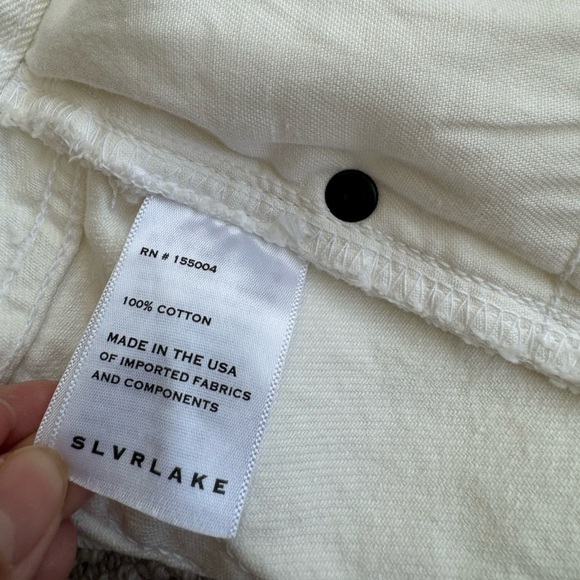 RN # 155004
100% COTTON
MADE IN THE USA
OF IMPORTED FABRICS
AND COMPONENTS
SLVRLAKE